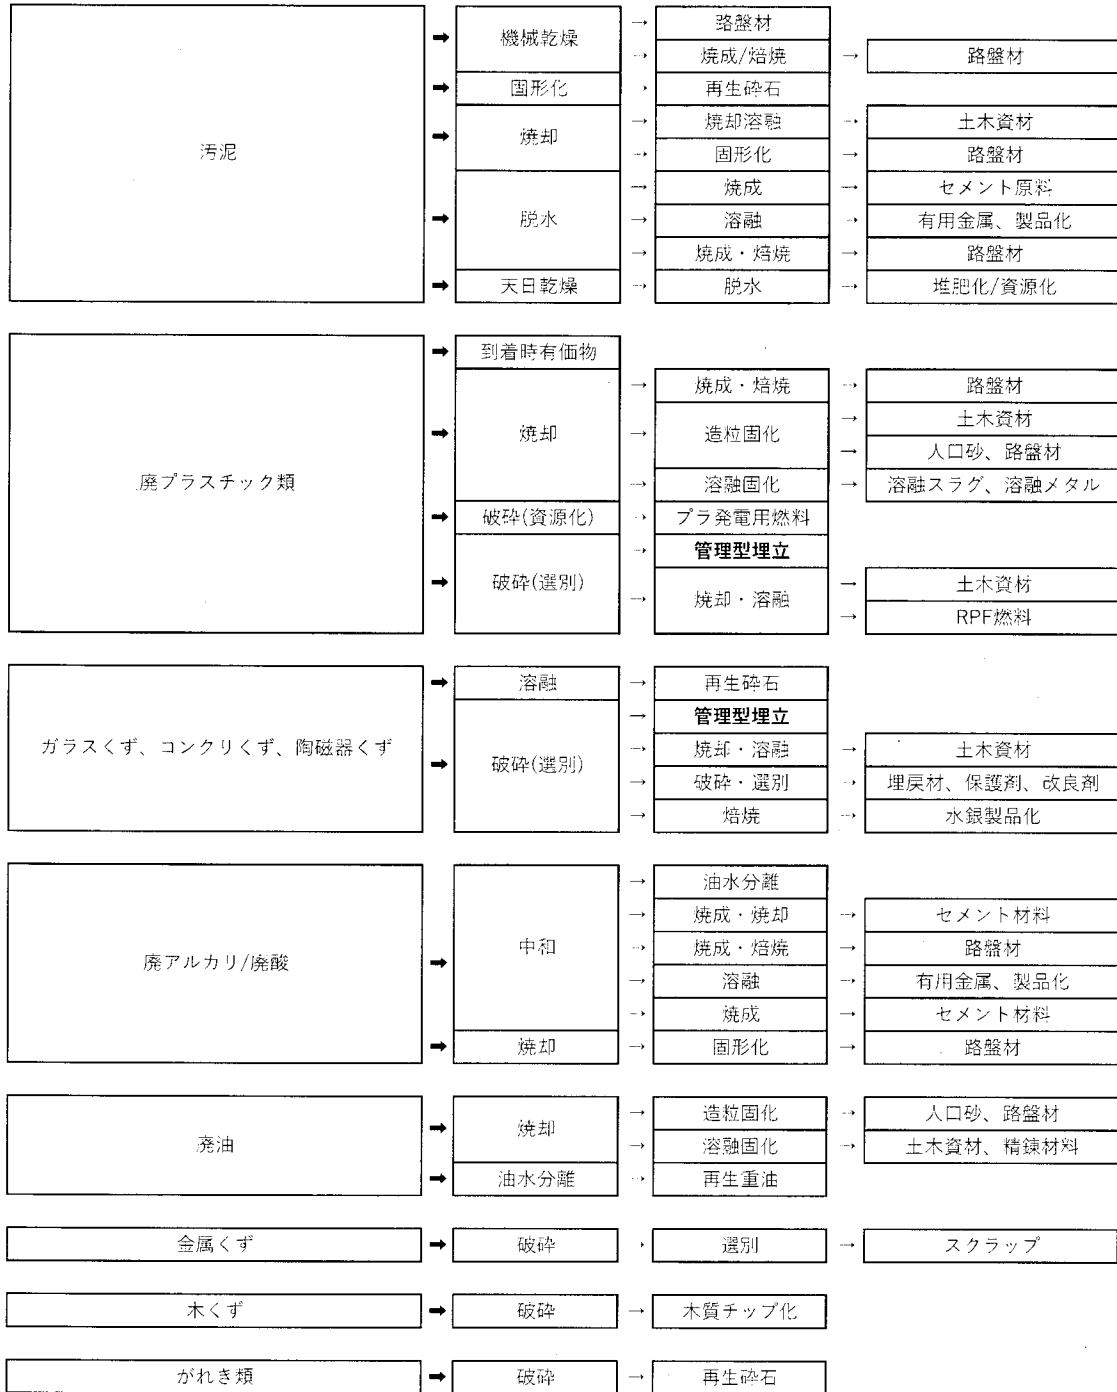 汚泥
機械乾燥
路盤材
焼成/焙焼
路盤材
固形化
再生砕石
焼却
焼却溶融
土木資材
固形化
路盤材
脱水
焼成
セメント原料
溶融
有用金属、製品化
焼成・焙焼
路盤材
天日乾燥
脱水
堆肥化/資源化
廃プラスチック類
到着時有価物
焼却
焼成・焙焼
路盤材
造粒固化
土木資材
人口砂、路盤材
溶融固化
溶融スラグ、溶融メタル
破砕(資源化)
プラ発電用燃料
破砕(選別)
管理型埋立
焼却・溶融
土木資材
RPF燃料
ガラスくず、コンクリくず、陶磁器くず
溶融
再生砕石
破砕(選別)
管理型埋立
焼却・溶融
土木資材
破砕・選別
埋戻材、保護剤、改良剤
焙焼
水銀製品化
廃アルカリ/廃酸
中和
油水分離
焼成・焼却
セメント材料
焼成・焙焼
路盤材
溶融
有用金属、製品化
焼成
セメント材料
焼却
固形化
路盤材
廃油
焼却
造粒固化
人口砂、路盤材
溶融固化
土木資材、精錬材料
油水分離
再生重油
金属くず
破砕
選別
スクラップ
木くず
破砕
木質チップ化
がれき類
破砕
再生砕石